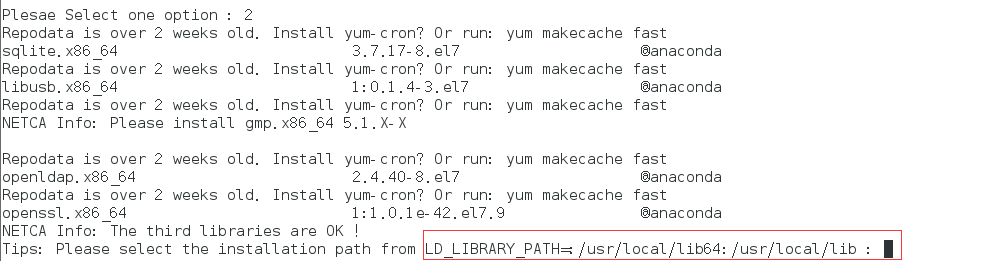 Plesae Select one option : 2
Repodata is over 2 weeks old. Install yum-cron? Or run: yum makecache fast
sqlite.x86_64 3.7.17-8.el7 @anaconda
Repodata is over 2 weeks old. Install yum-cron? Or run: yum makecache fast
libusb.x86_64 1:0.1.4-3.el7 @anaconda
Repodata is over 2 weeks old. Install yum-cron? Or run: yum makecache fast
NETCA Info: Please install gmp.x86_64 5.1.X-X
Repodata is over 2 weeks old. Install yum-cron? Or run: yum makecache fast
openldap.x86_64 2.4.40-8.el7 @anaconda
Repodata is over 2 weeks old. Install yum-cron? Or run: yum makecache fast
openssl.x86_64 1:1.0.1e-42.el7.9 @anaconda
NETCA Info: The third libraries are OK !
Tips: Please select the installation path from LD_LIBRARY_PATH=:/usr/local/lib64:/usr/local/lib :